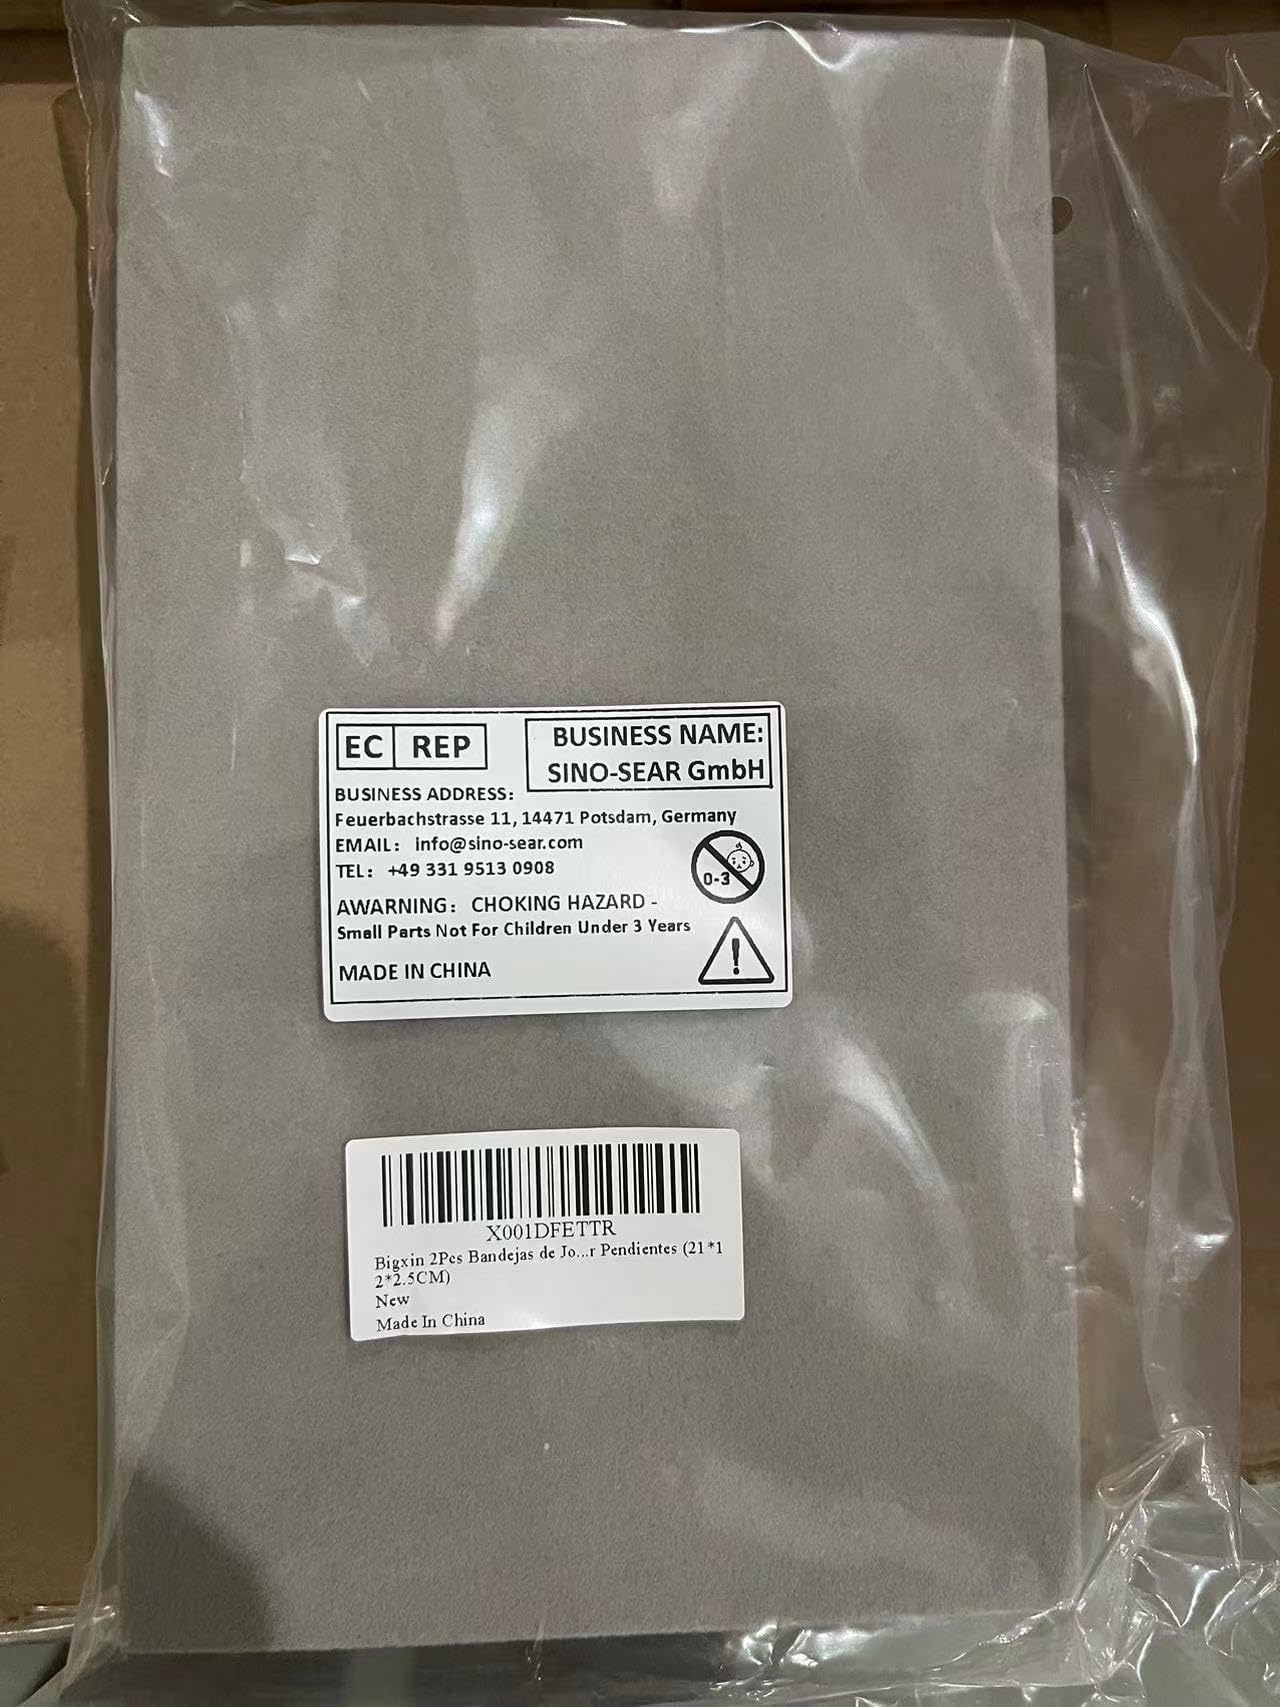 EC REP
BUSINESS NAME:
SINO-SEAR GmbH
BUSINESS ADDRESS:
Feuerbachstrasse 11, 14471 Potsdam, Germany
EMAIL: info@sino-sear.com
TEL: +49 331 9513 0908
0-3
AWARNING: CHOKING HAZARD -
Small Parts Not For Children Under 3 Years
!
MADE IN CHINA
X001DFETTR
Bigxin 2Pcs Bandejas de Jo...r Pendientes (21*1
2*2.5CM)
New
Made In China